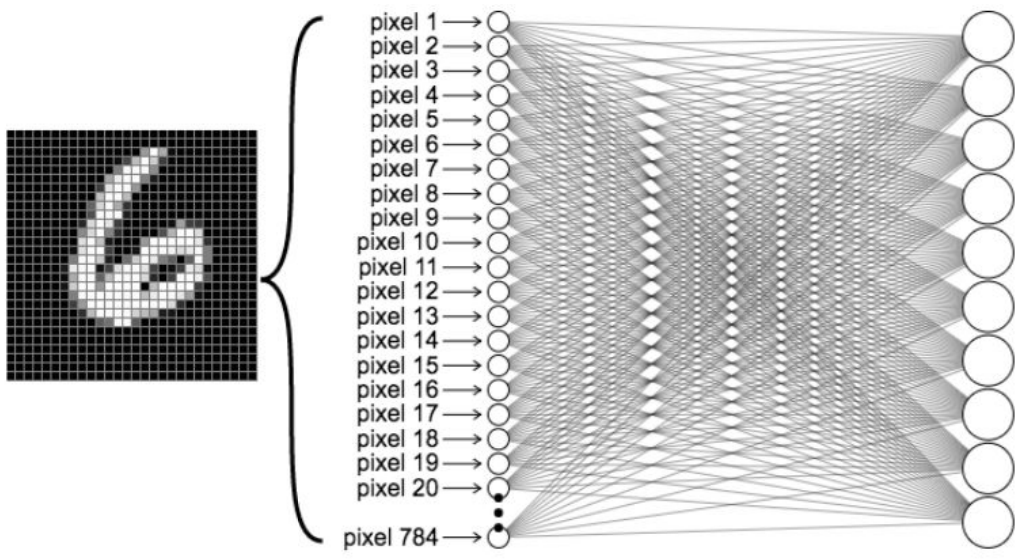 pixel 1
pixel 2
pixel 3
pixel 4
pixel 5
pixel 6
pixel 7
pixel 8
pixel 9
pixel 10
pixel 11
pixel 12
pixel 13
pixel 14
pixel 15
pixel 16
pixel 17
pixel 18
pixel 19
pixel 20
pixel 784